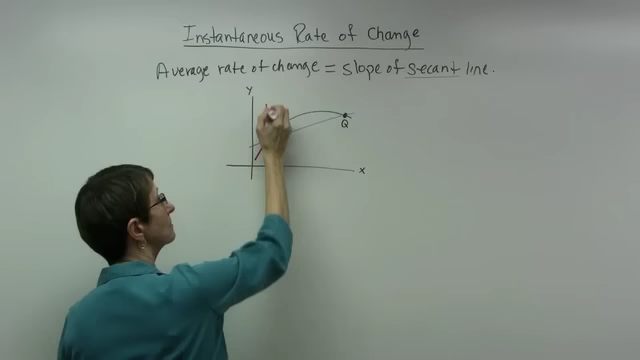 Instantaneous Rate of Change
Average rate of change = slope of secant line.
y
Q
x